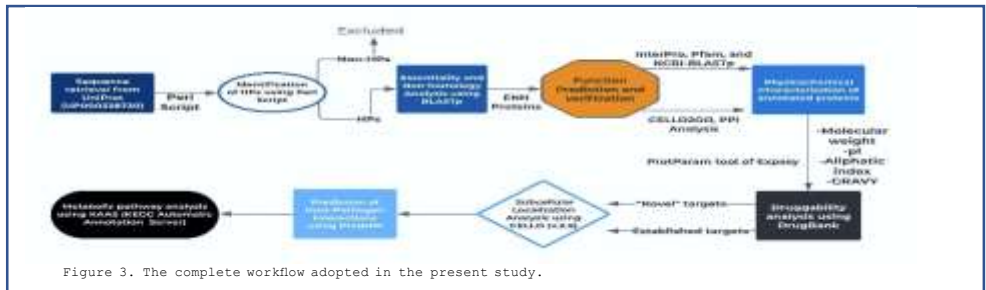 Excluded
Non-HPs
InterPro, Pfam, and
NCBI-BLASTp
Sequence
retrieval from
UniProt
Perl
Script
Identification
of HPs using Perl
Script
HPs
Essentiality and
Non-homology
Analysis using
BLASTp
ENH
Proteins
Function
Prediction and
Verification
CELLO2GO, PPI
Analysis
Physicochemical
characterization of
annotated proteins
ProtParam tool of Expasy
-Molecular
weight
-pI
-Aliphatic
Index
-GRAVY
Metabolic pathway analysis
using KAAS (KEGG Automatic
Annotation Server)
Prediction of
Host-Pathogen
Interactions
using
Subcellular
Localization
Analysis using
CELLO
"Novel" targets
Established targets
Druggability
analysis using
DrugBank
Figure 3. The complete workflow adopted in the present study.